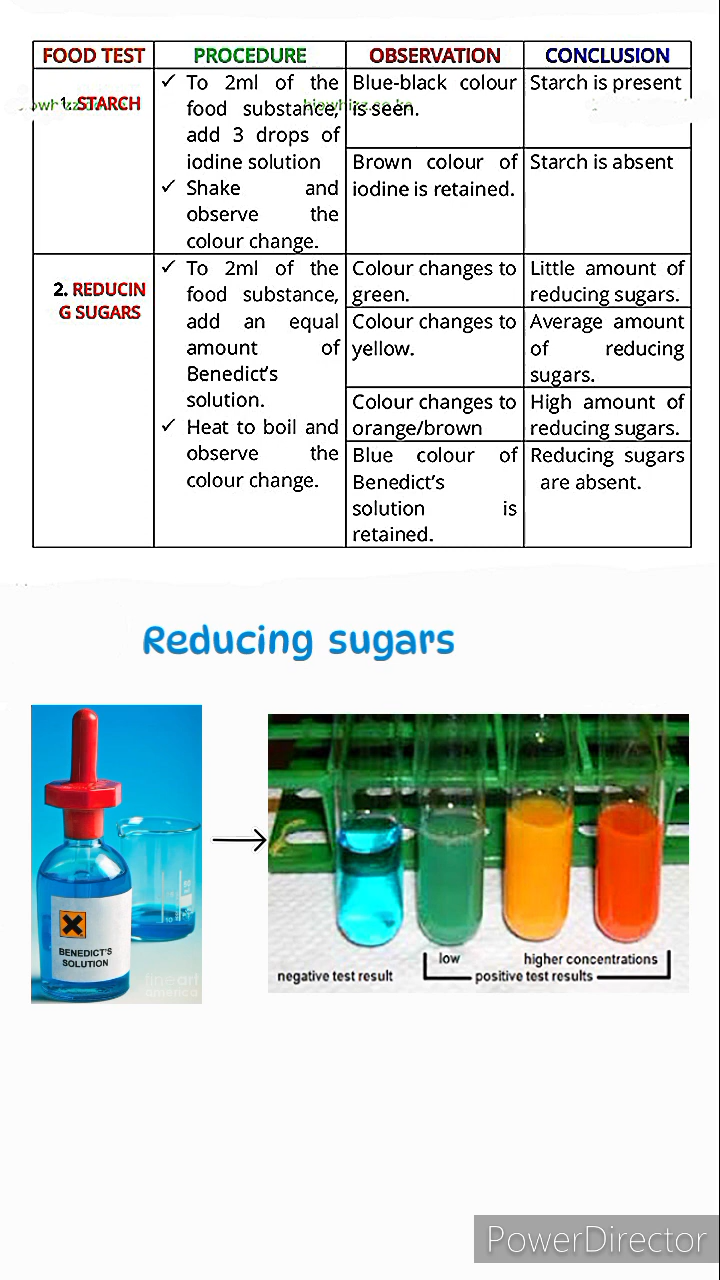 FOOD TEST
PROCEDURE
OBSERVATION
CONCLUSION
1. STARCH
✓ To 2ml of the
food substance,
add 3 drops of
iodine solution
✓ Shake and
observe the
colour change.
Blue-black colour
is seen.
Starch is present
Brown colour of
iodine is retained.
Starch is absent
2. REDUCIN
G SUGARS
✓ To 2ml of the
food substance,
add an equal
amount of
Benedict's
solution.
✓ Heat to boil and
observe the
colour change.
Colour changes to
green.
Little amount of
reducing sugars.
Colour changes to
yellow.
Average amount
of reducing
sugars.
Colour changes to
orange/brown
High amount of
reducing sugars.
Blue colour of
Benedict's
solution is
retained.
Reducing sugars
are absent.
Reducing sugars
BENEDICT'S
SOLUTION
fineart
america
low
higher concentrations
negative test result
positive test results
PowerDirector